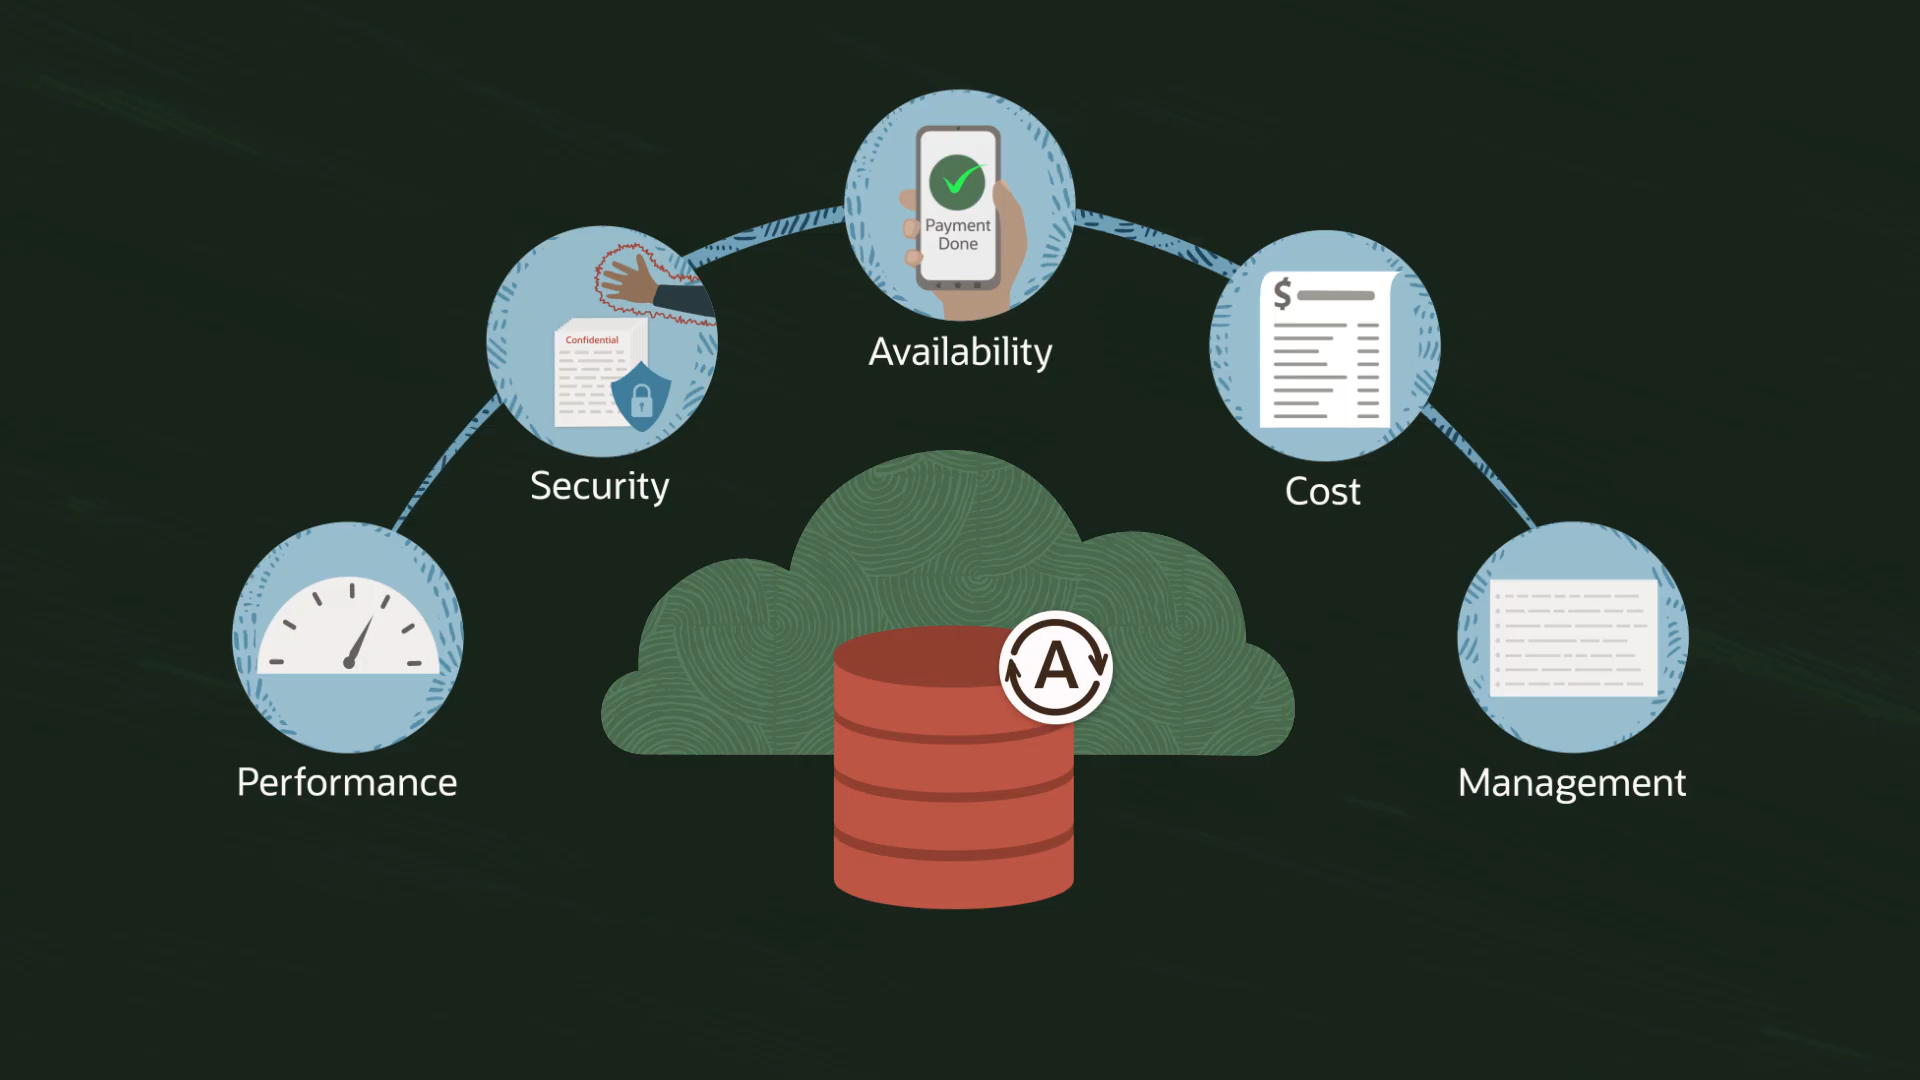 Payment
Done
Availability
Confidential
Security
$
Cost
Performance
A
Management